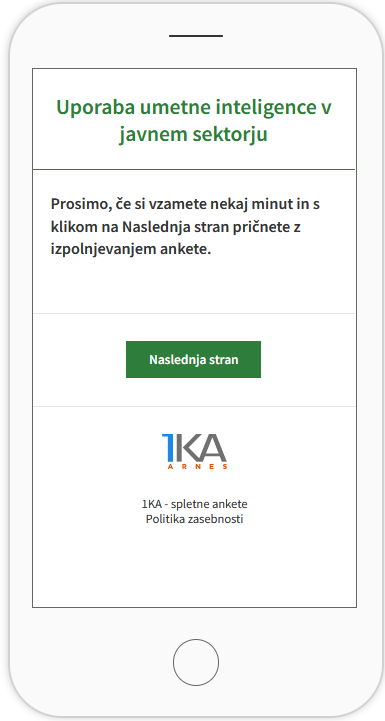 Uporaba umetne inteligence v
javnem sektorju
Prosimo, če si vzamete nekaj minut in s
klikom na Naslednja stran pričnete z
izpolnjevanjem ankete.
Naslednja stran
1KA
ARNES
1KA - spletne ankete
Politika zasebnosti